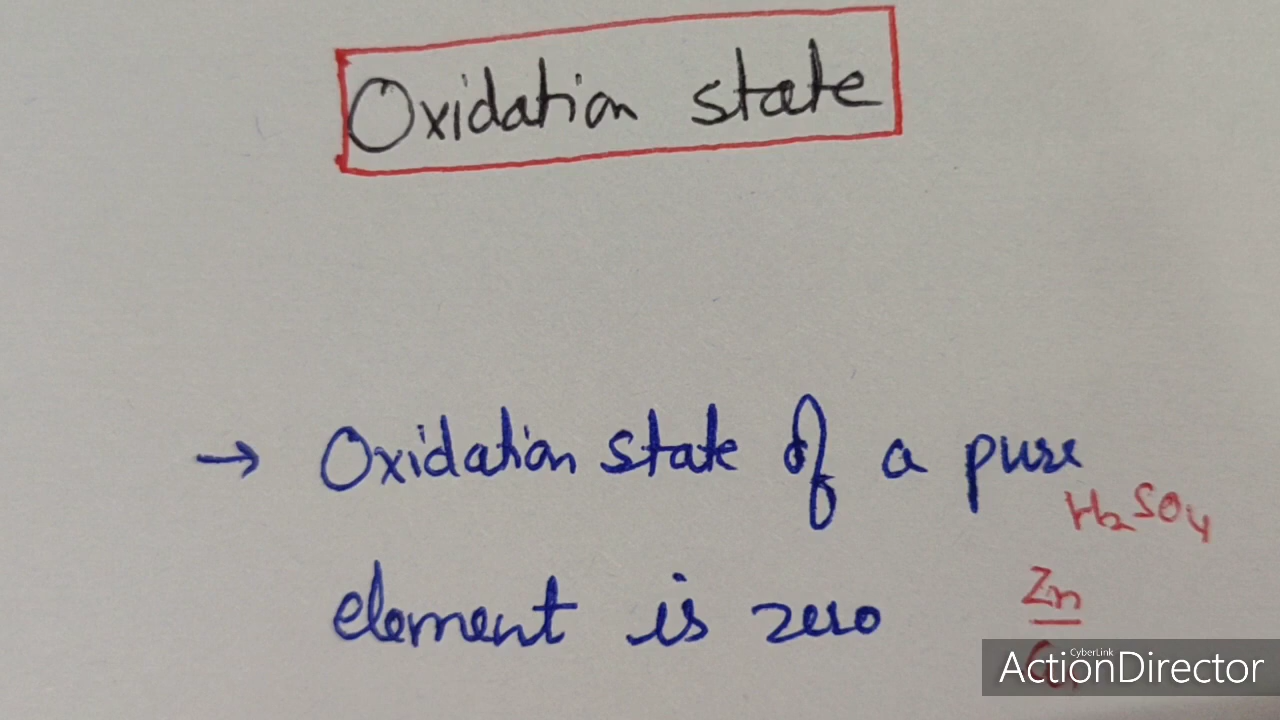 Oxidation state
→ Oxidation state of a pure
H₂SO₄
element is zero
Zn
CyberLink
ActionDirector